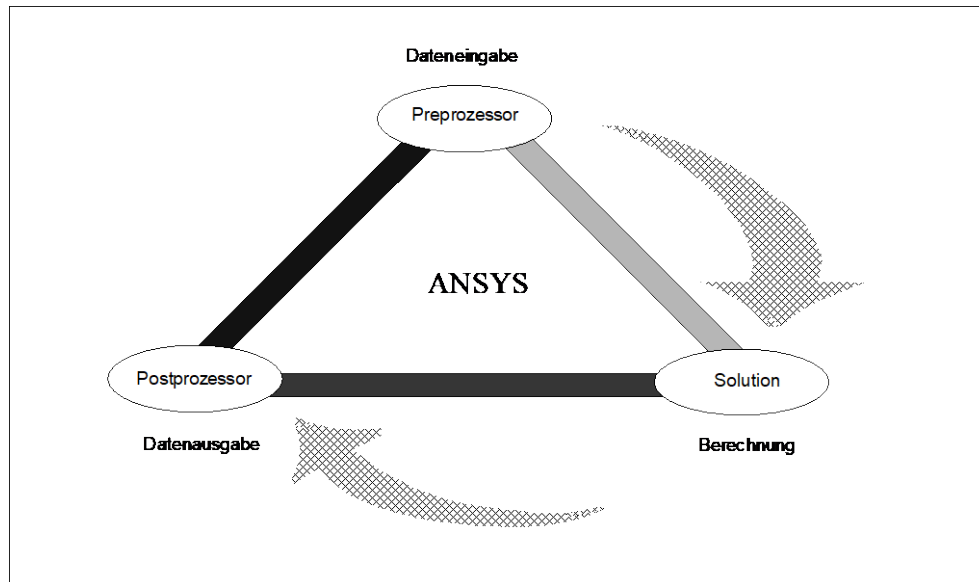 Dateneingabe
Preprozessor
ANSYS
Postprozessor
Solution
Datenausgabe
Berechnung